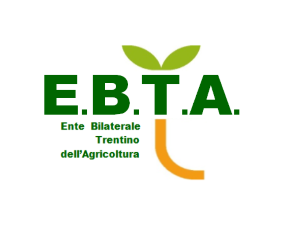 E.B.T.A.
Ente Bilaterale
Trentino
dell'Agricoltura